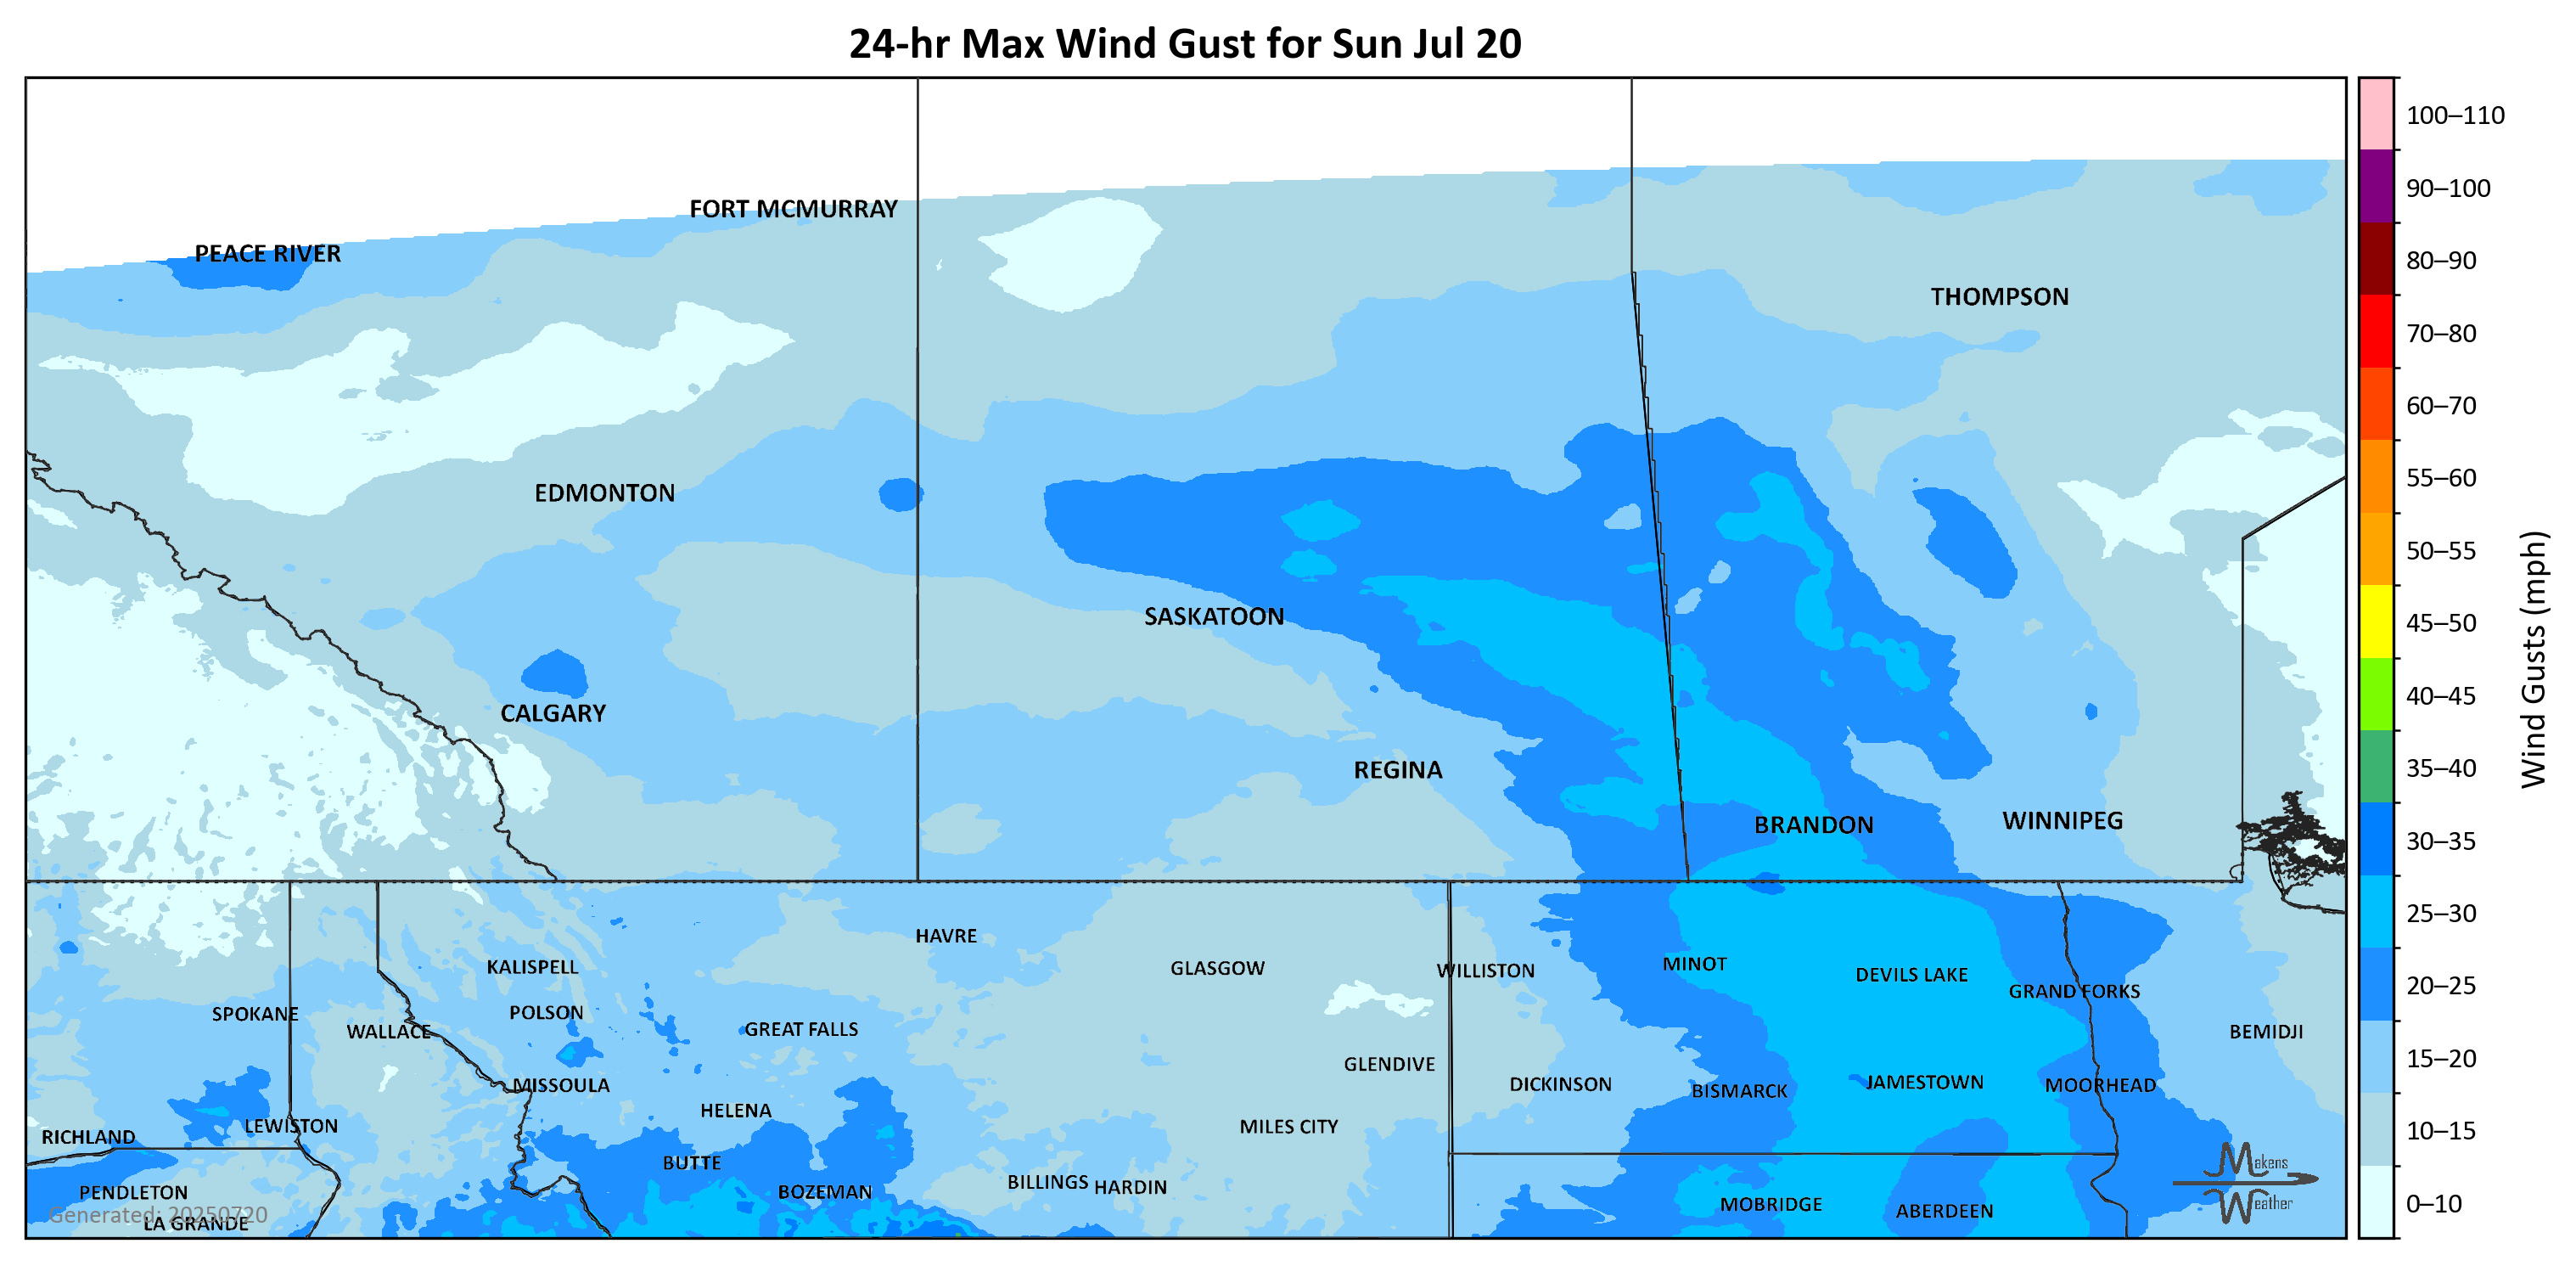 24-hr Max Wind Gust for Sun Jul 20
100–110
90–100
80–90
70–80
60–70
55–60
50–55
45–50
40–45
35–40
30–35
25–30
20–25
15–20
10–15
0–10
Wind Gusts (mph)
FORT MCMURRAY
PEACE RIVER
THOMPSON
EDMONTON
SASKATOON
CALGARY
REGINA
WINNIPEG
BRANDON
HAVRE
MINOT
KALISPELL
GLASGOW
WILLISTON
DEVILS LAKE
GRAND FORKS
POLSON
SPOKANE
GREAT FALLS
WALLACE
BEMIDJI
GLENDIVE
JAMESTOWN
DICKINSON
MISSOULA
MOORHEAD
BISMARCK
HELENA
LEWISTON
MILES CITY
RICHLAND
BUTTE
BILLINGS
HARDIN
PENDLETON
BOZEMAN
MOBRIDGE
ABERDEEN
Generated: 20250720
LA GRANDE
Makens
Weather